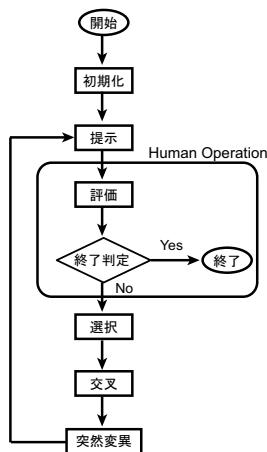 開始
初期化
提示
Human Operation
評価
終了判定
Yes
終了
No
選択
交叉
突然変異